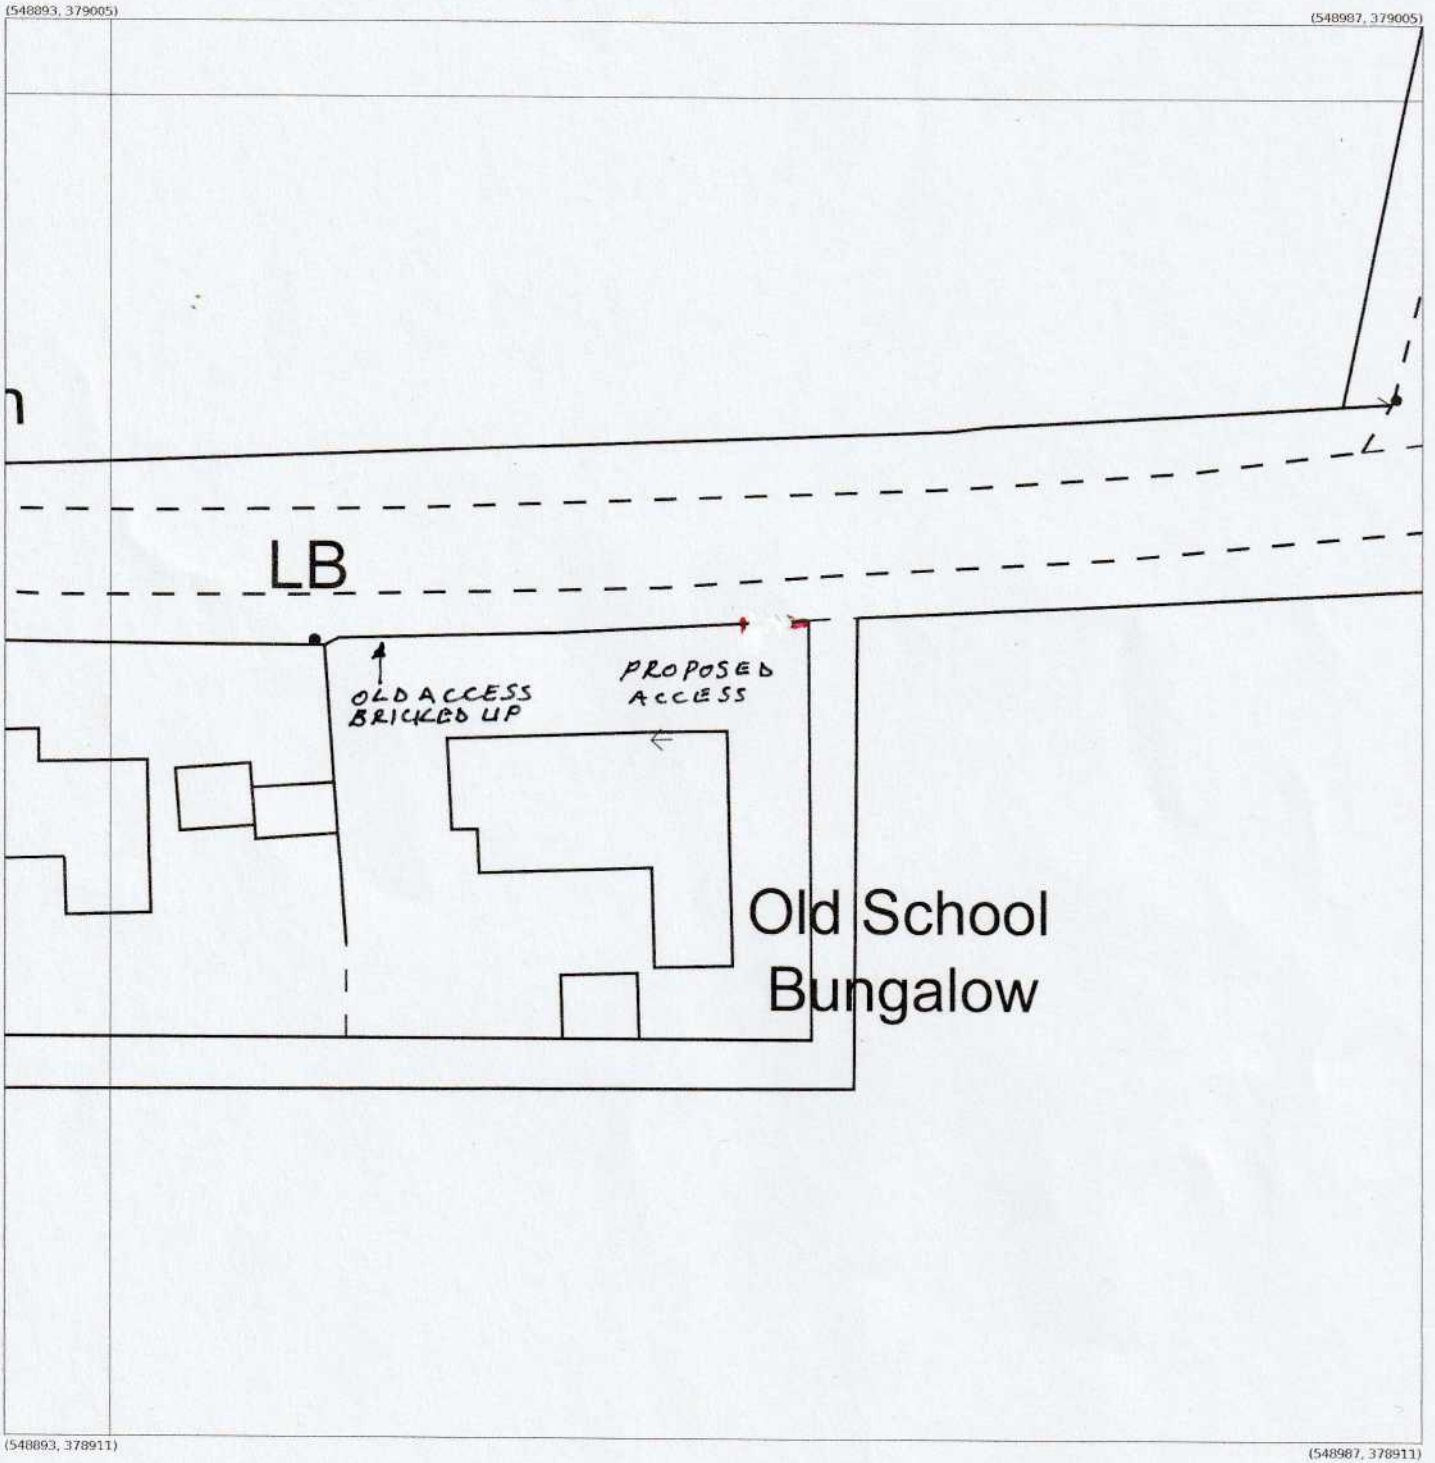 (548893, 379005)
(548987, 379005)
n
LB
PROPOSED
ACCESS
OLD ACCESS
BRICKED UP
Old School
Bungalow
(548893, 378911)
(548987, 378911)